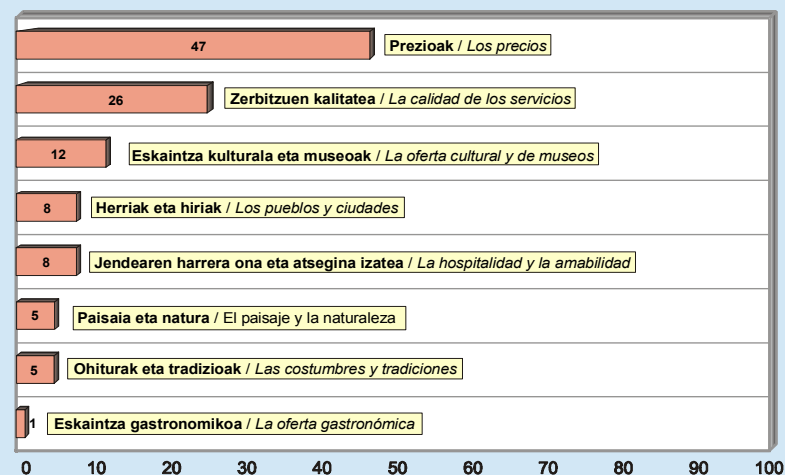 47 Prezioak / Los precios
26 Zerbitzuen kalitatea / La calidad de los servicios
12 Eskaintza kulturala eta museoak / La oferta cultural y de museos
8 Herriak eta hiriak / Los pueblos y ciudades
8 Jendearen harrera ona eta atsegina izatea / La hospitalidad y la amabilidad
5 Paisaia eta natura / El paisaje y la naturaleza
5 Ohiturak eta tradizioak / Las costumbres y tradiciones
1 Eskaintza gastronomikoa / La oferta gastronómica
0 10 20 30 40 50 60 70 80 90 100